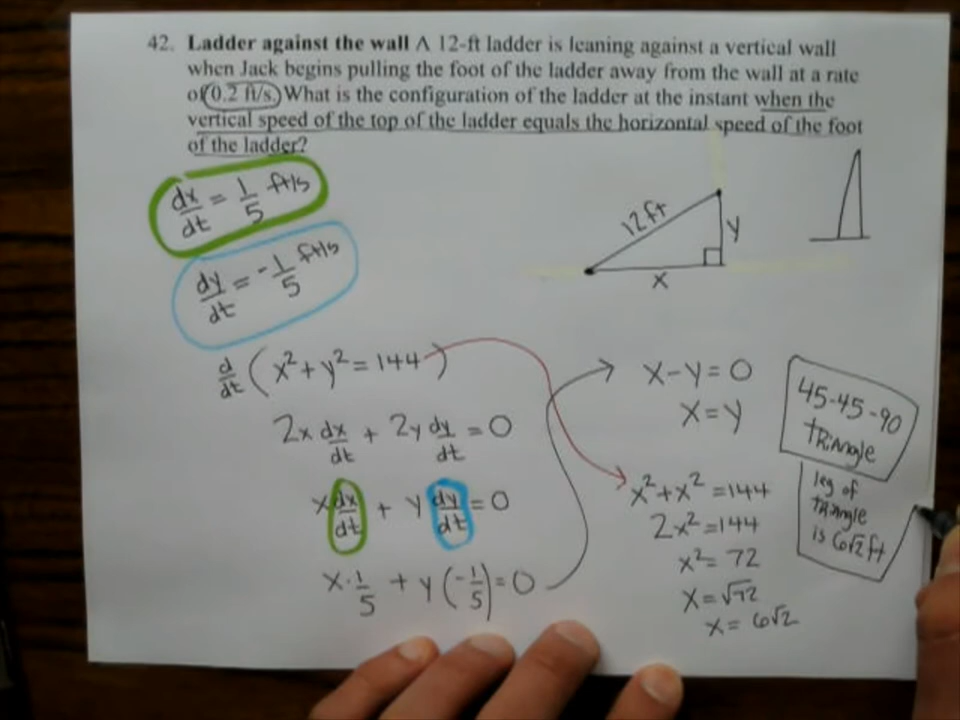 42. Ladder against the wall A 12-ft ladder is leaning against a vertical wall
when Jack begins pulling the foot of the ladder away from the wall at a rate
of 0.2 ft/s. What is the configuration of the ladder at the instant when the
vertical speed of the top of the ladder equals the horizontal speed of the foot
of the ladder?
dx/dt = 1/5 ft/s
dy/dt = -1/5 ft/s
12ft
y
x
d/dt (x² + y² = 144)
2x dx/dt + 2y dy/dt = 0
x dx/dt + y dy/dt = 0
x · 1/5 + y(-1/5) = 0
x - y = 0
x = y
x² + x² = 144
2x² = 144
x² = 72
x = √72
x = 6√2
45-45-90
TRiangle
leg of
TRiangle
is 6√2 ft